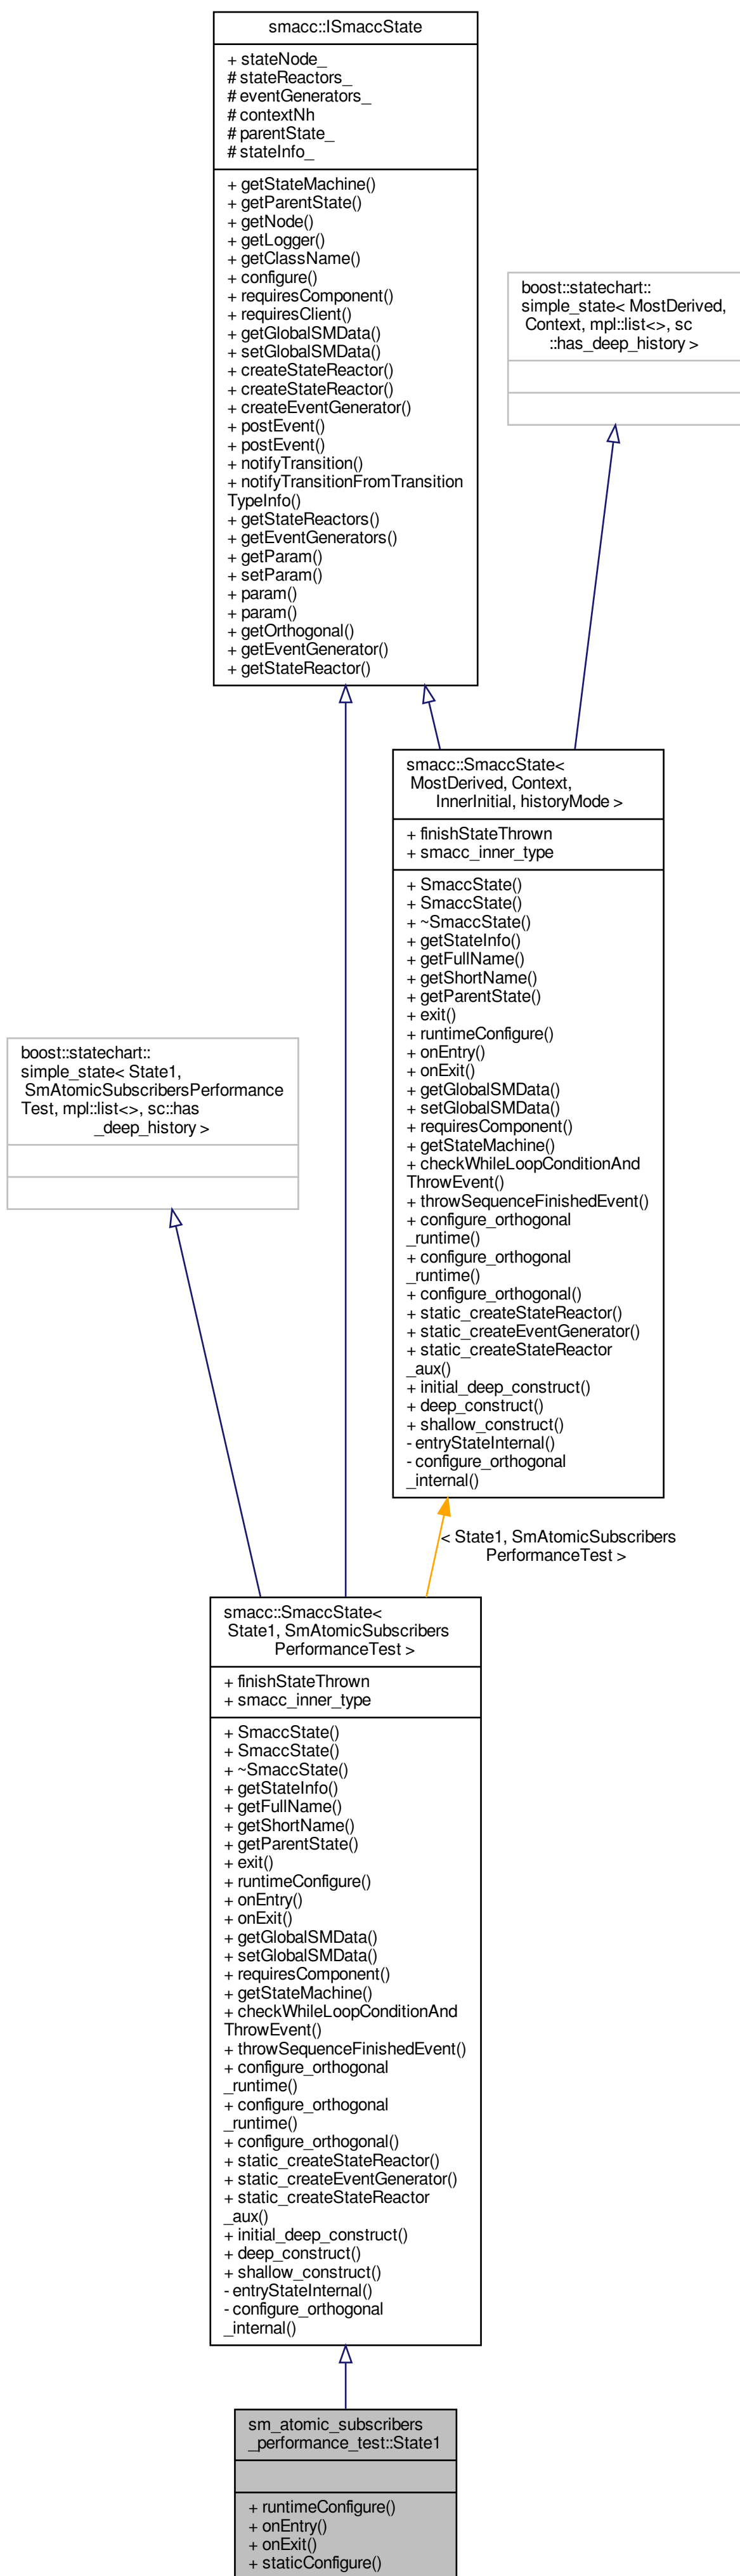 smacc::ISmaccState
+ stateNode_
# stateReactors_
# eventGenerators_
# contextNh
# parentState_
# stateInfo_
+ getStateMachine()
+ getParentState()
+ getNode()
+ getLogger()
+ getClassName()
+ configure()
+ requiresComponent()
+ requiresClient()
+ getGlobalSMData()
+ setGlobalSMData()
+ createStateReactor()
+ createStateReactor()
+ createEventGenerator()
+ postEvent()
+ postEvent()
+ notifyTransition()
+ notifyTransitionFromTransition
TypeInfo()
+ getStateReactors()
+ getEventGenerators()
+ getParam()
+ setParam()
+ param()
+ param()
+ getOrthogonal()
+ getEventGenerator()
+ getStateReactor()
boost::statechart::
simple_state< MostDerived,
Context, mpl::list<>, sc
::has_deep_history >
smacc::SmaccState<
MostDerived, Context,
InnerInitial, historyMode >
+ finishStateThrown
+ smacc_inner_type
+ SmaccState()
+ SmaccState()
+ ~SmaccState()
+ getStateInfo()
+ getFullName()
+ getShortName()
+ getParentState()
+ exit()
+ runtimeConfigure()
+ onEntry()
+ onExit()
+ getGlobalSMData()
+ setGlobalSMData()
+ requiresComponent()
+ getStateMachine()
+ checkWhileLoopConditionAnd
ThrowEvent()
+ throwSequenceFinishedEvent()
+ configure_orthogonal
_runtime()
+ configure_orthogonal
_runtime()
+ configure_orthogonal()
+ static_createStateReactor()
+ static_createEventGenerator()
+ static_createStateReactor
_aux()
+ initial_deep_construct()
+ deep_construct()
+ shallow_construct()
- entryStateInternal()
- configure_orthogonal
_internal()
boost::statechart::
simple_state< State1,
SmAtomicSubscribersPerformance
Test, mpl::list<>, sc::has
_deep_history >
< State1, SmAtomicSubscribers
PerformanceTest >
smacc::SmaccState<
State1, SmAtomicSubscribers
PerformanceTest >
+ finishStateThrown
+ smacc_inner_type
+ SmaccState()
+ SmaccState()
+ ~SmaccState()
+ getStateInfo()
+ getFullName()
+ getShortName()
+ getParentState()
+ exit()
+ runtimeConfigure()
+ onEntry()
+ onExit()
+ getGlobalSMData()
+ setGlobalSMData()
+ requiresComponent()
+ getStateMachine()
+ checkWhileLoopConditionAnd
ThrowEvent()
+ throwSequenceFinishedEvent()
+ configure_orthogonal
_runtime()
+ configure_orthogonal
_runtime()
+ configure_orthogonal()
+ static_createStateReactor()
+ static_createEventGenerator()
+ static_createStateReactor
_aux()
+ initial_deep_construct()
+ deep_construct()
+ shallow_construct()
- entryStateInternal()
- configure_orthogonal
_internal()
sm_atomic_subscribers
_performance_test::State1
+ runtimeConfigure()
+ onEntry()
+ onExit()
+ staticConfigure()